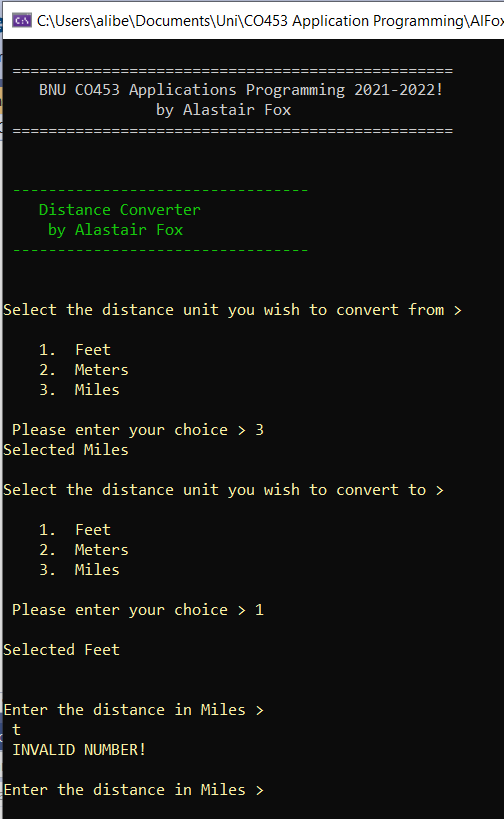 C:\Users\alibe\Documents\Uni\CO453 Application Programming\AlFox
================================================
BNU CO453 Applications Programming 2021-2022!
by Alastair Fox
================================================
---------------------------------
Distance Converter
by Alastair Fox
---------------------------------
Select the distance unit you wish to convert from >
1. Feet
2. Meters
3. Miles
Please enter your choice > 3
Selected Miles
Select the distance unit you wish to convert to >
1. Feet
2. Meters
3. Miles
Please enter your choice > 1
Selected Feet
Enter the distance in Miles >
t
INVALID NUMBER!
Enter the distance in Miles >